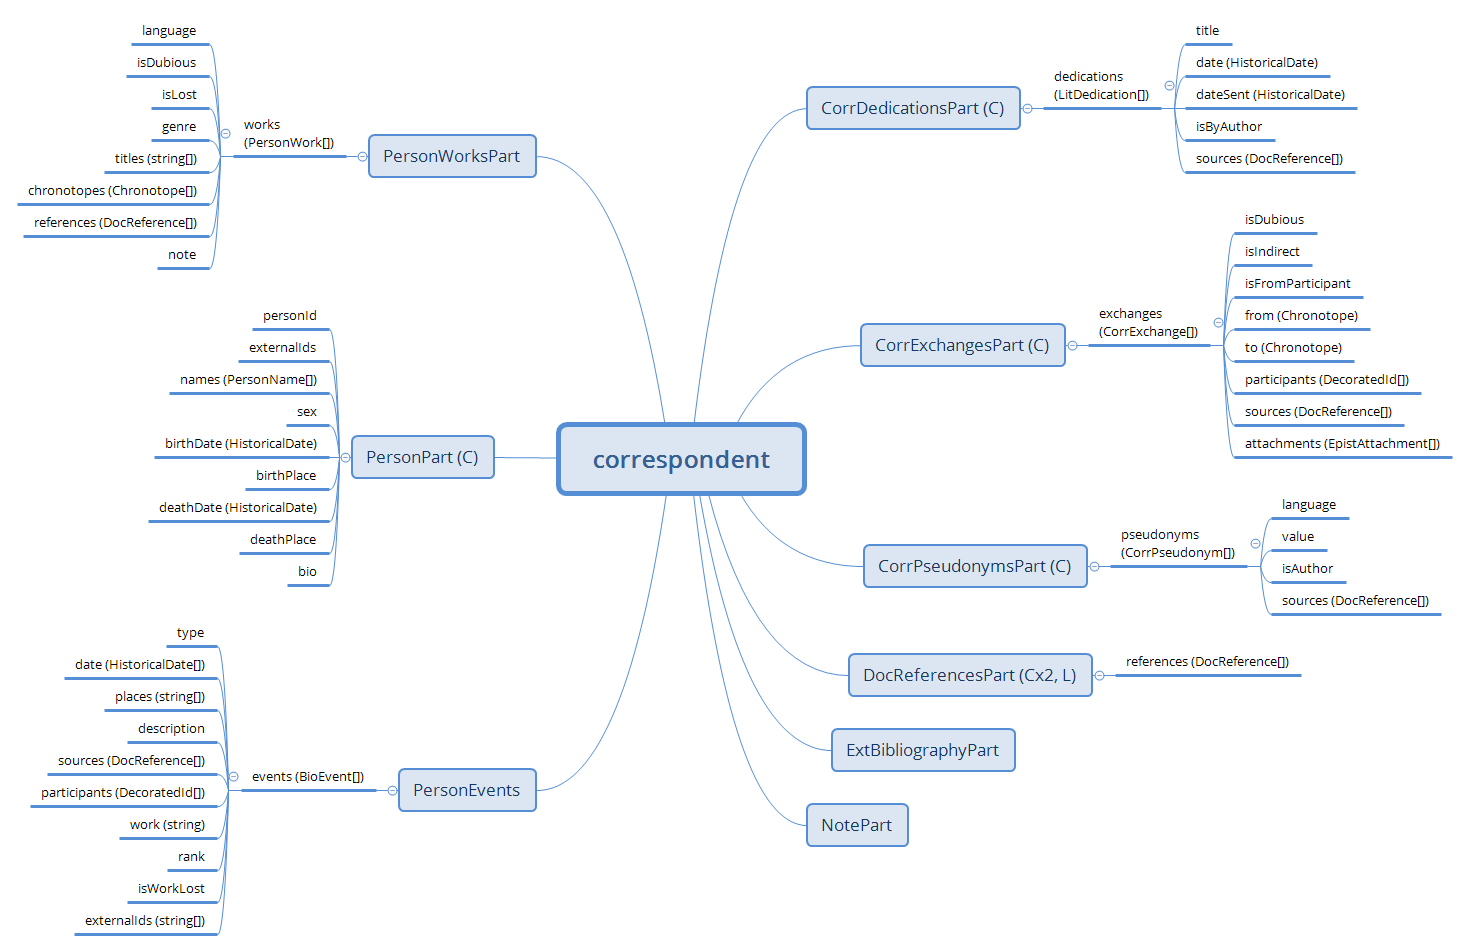 correspondent
PersonWorksPart
works
(PersonWork[])
language
isDubious
isLost
genre
titles (string[])
chronotopes (Chronotope[])
references (DocReference[])
note
PersonPart (C)
personId
externalIds
names (PersonName[])
sex
birthDate (HistoricalDate)
birthPlace
deathDate (HistoricalDate)
deathPlace
bio
PersonEvents
events (BioEvent[])
type
date (HistoricalDate[])
places (string[])
description
sources (DocReference[])
participants (DecoratedId[])
work (string)
rank
isWorkLost
externalIds (string[])
CorrDedicationsPart (C)
dedications
(LitDedication[])
title
date (HistoricalDate)
dateSent (HistoricalDate)
isByAuthor
sources (DocReference[])
CorrExchangesPart (C)
exchanges
(CorrExchange[])
isDubious
isIndirect
isFromParticipant
from (Chronotope)
to (Chronotope)
participants (DecoratedId[])
sources (DocReference[])
attachments (EpistAttachment[])
CorrPseudonymsPart (C)
pseudonyms
(CorrPseudonym[])
language
value
isAuthor
sources (DocReference[])
DocReferencesPart (Cx2, L)
references (DocReference[])
ExtBibliographyPart
NotePart